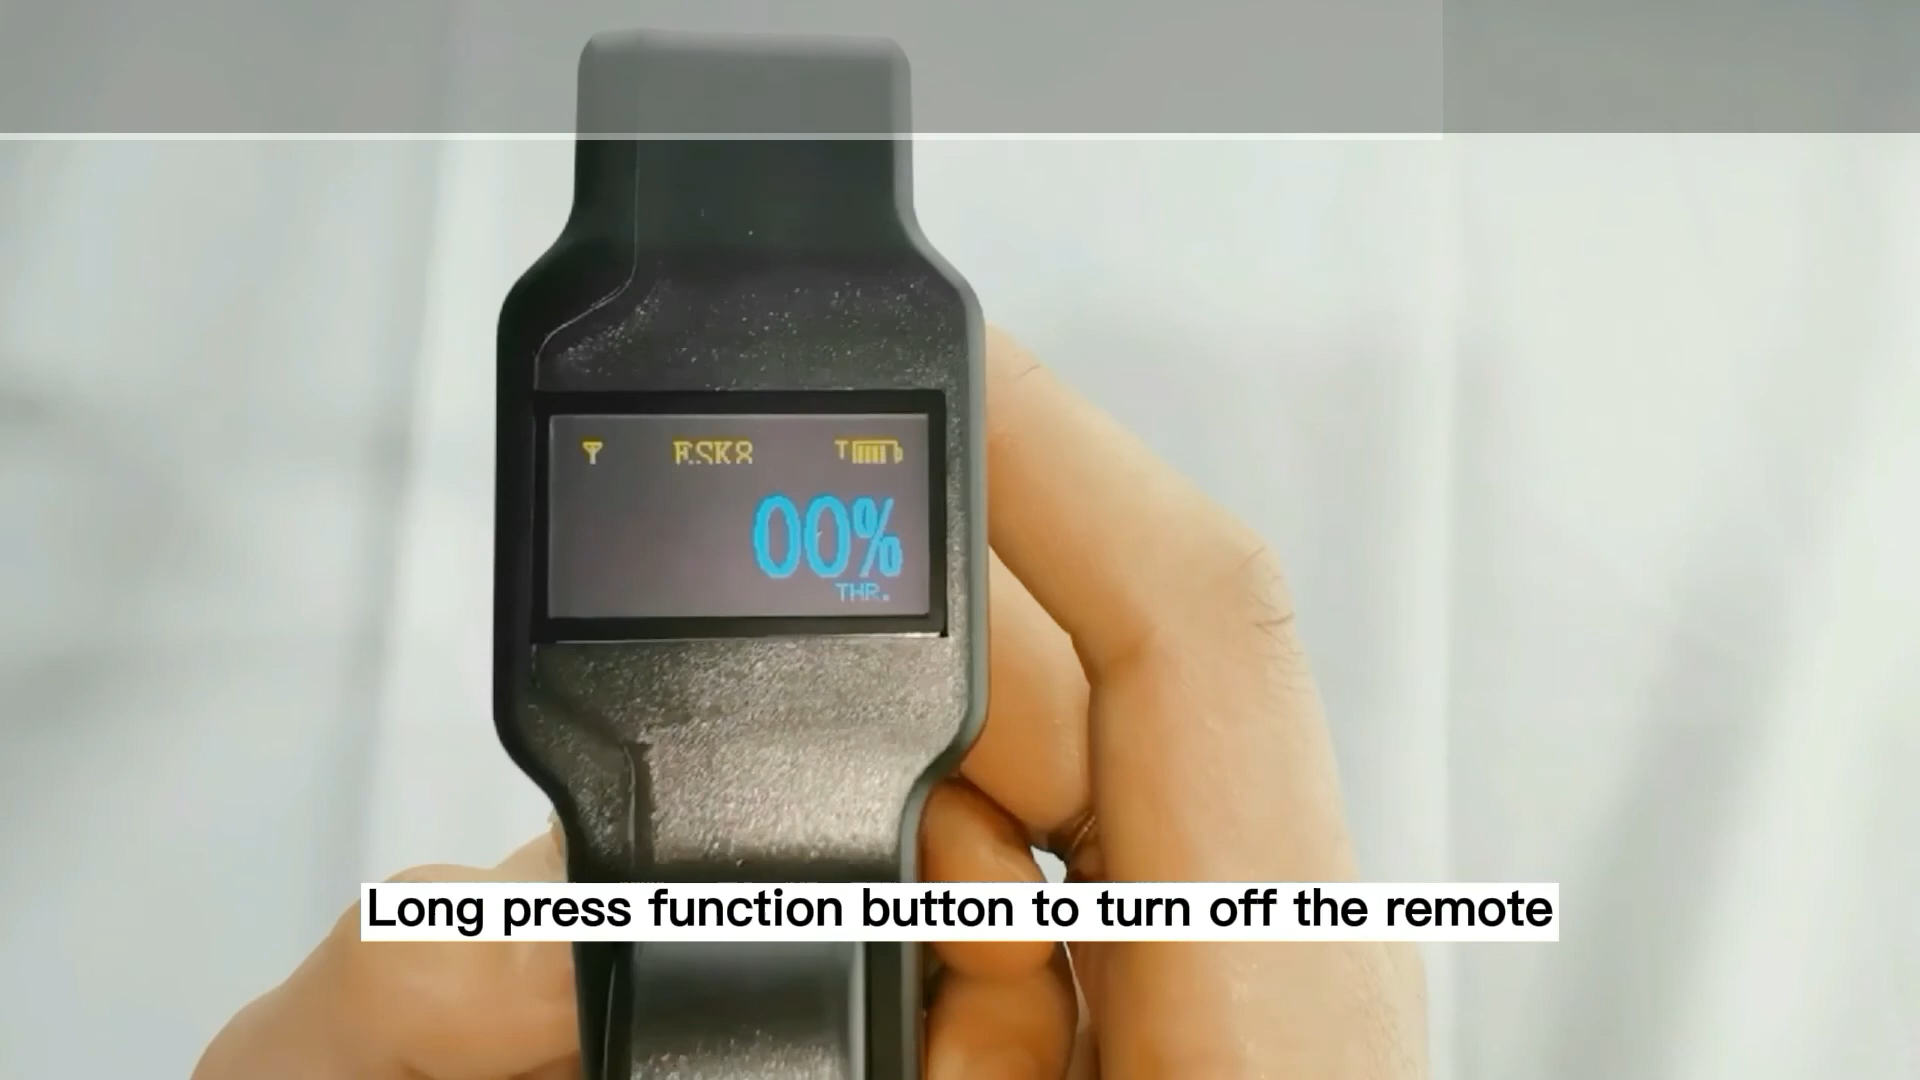 ESK8 T
00%
THR.
Long press function button to turn off the remote